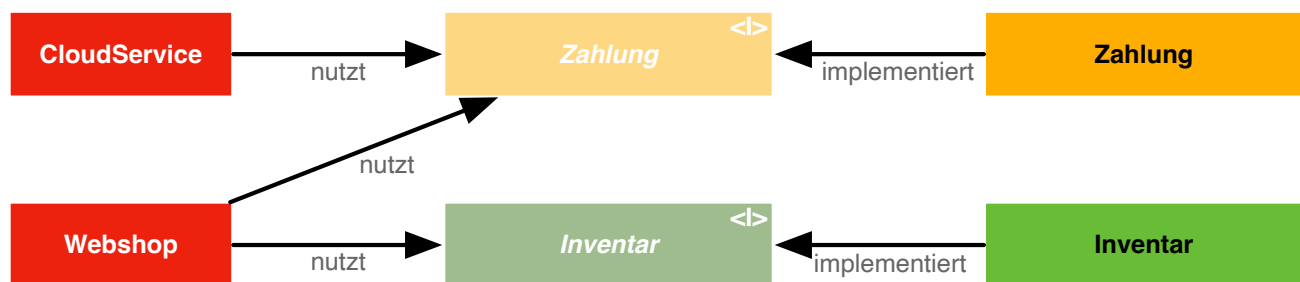 <I>
CloudService
Zahlung
Zahlung
nutzt
implementiert
nutzt
<I>
Webshop
Inventar
Inventar
nutzt
implementiert